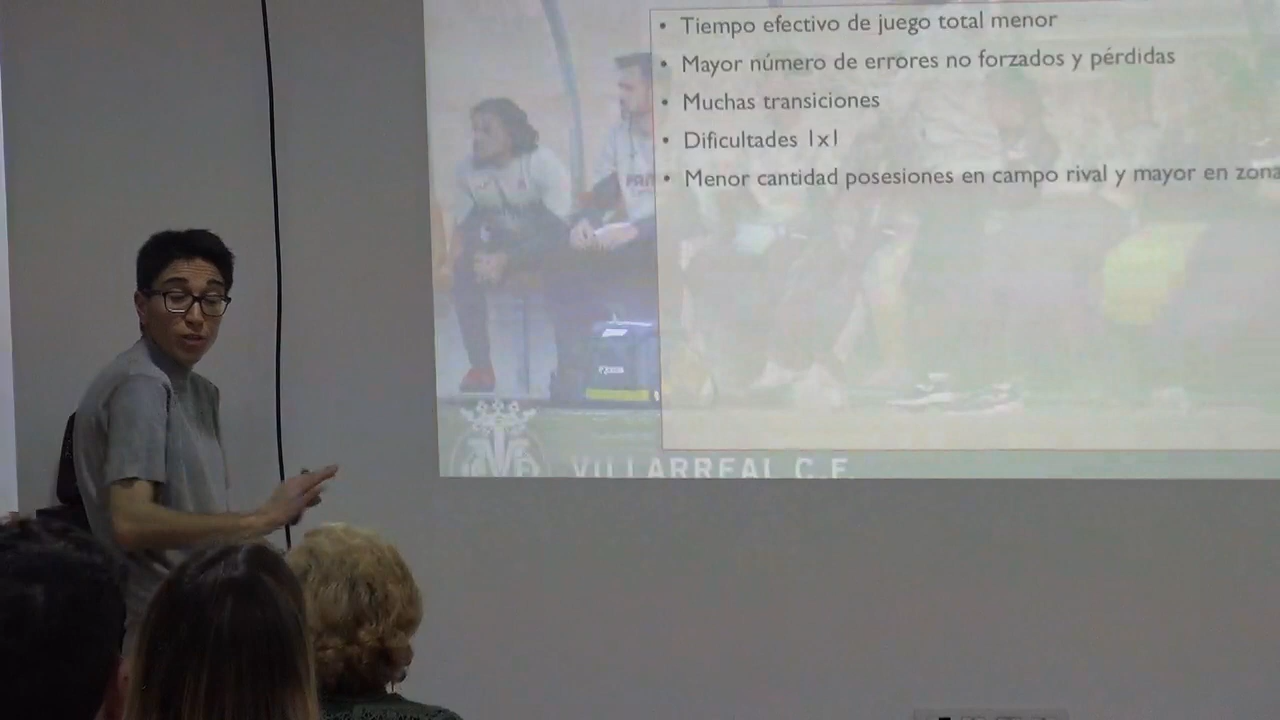 • Tiempo efectivo de juego total menor
• Mayor número de errores no forzados y pérdidas
• Muchas transiciones
• Dificultades 1x1
• Menor cantidad posesiones en campo rival y mayor en zona
VILLARREAL C.F.